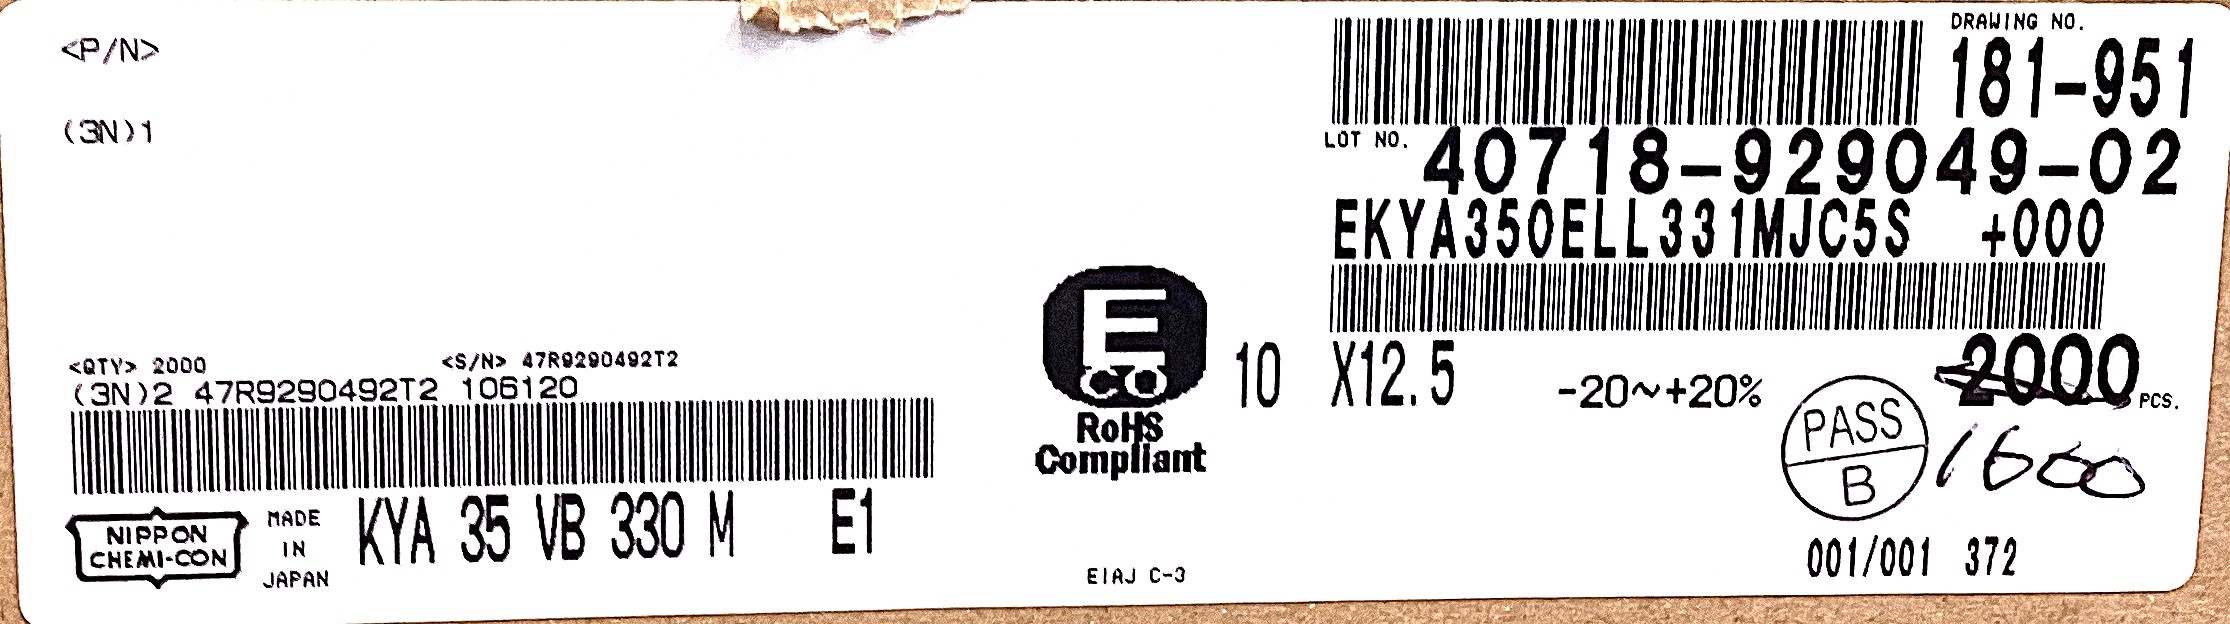 <P/N>
(3N)1
DRAWING NO.
181-951
LOT NO. 40718-929049-02
EKYA350ELL331MJC5S +000
<QTY> 2000 <S/N> 47R9290492T2
(3N)2 47R9290492T2 106120
E
CO
RoHS
Compliant
10 X12.5 -20~+20% 2000 PCS.
PASS
B
1600
NIPPON
CHEMI-CON
MADE
IN
JAPAN
KYA 35 VB 330 M E1
EIAJ C-3
001/001 372